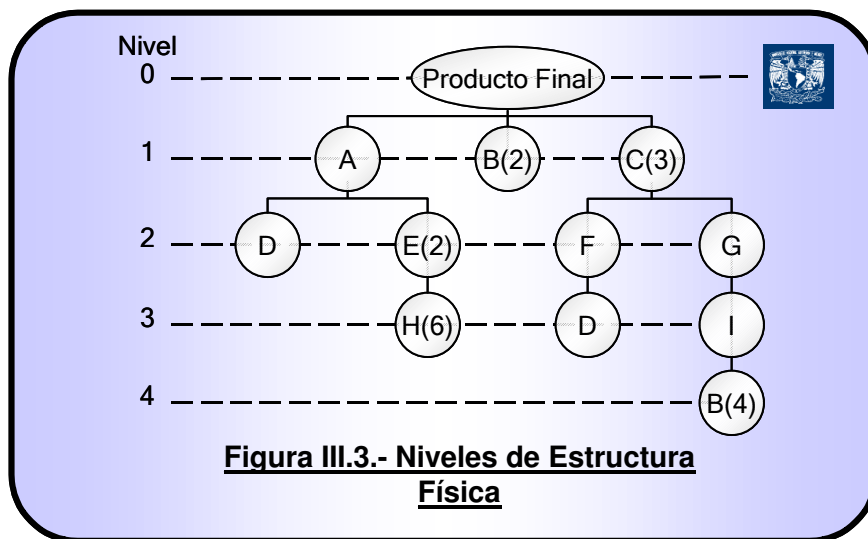 Nivel
0 Producto Final
1 A B(2) C(3)
2 D E(2) F G
3 H(6) D I
4 B(4)
Figura III.3.- Niveles de Estructura
Física